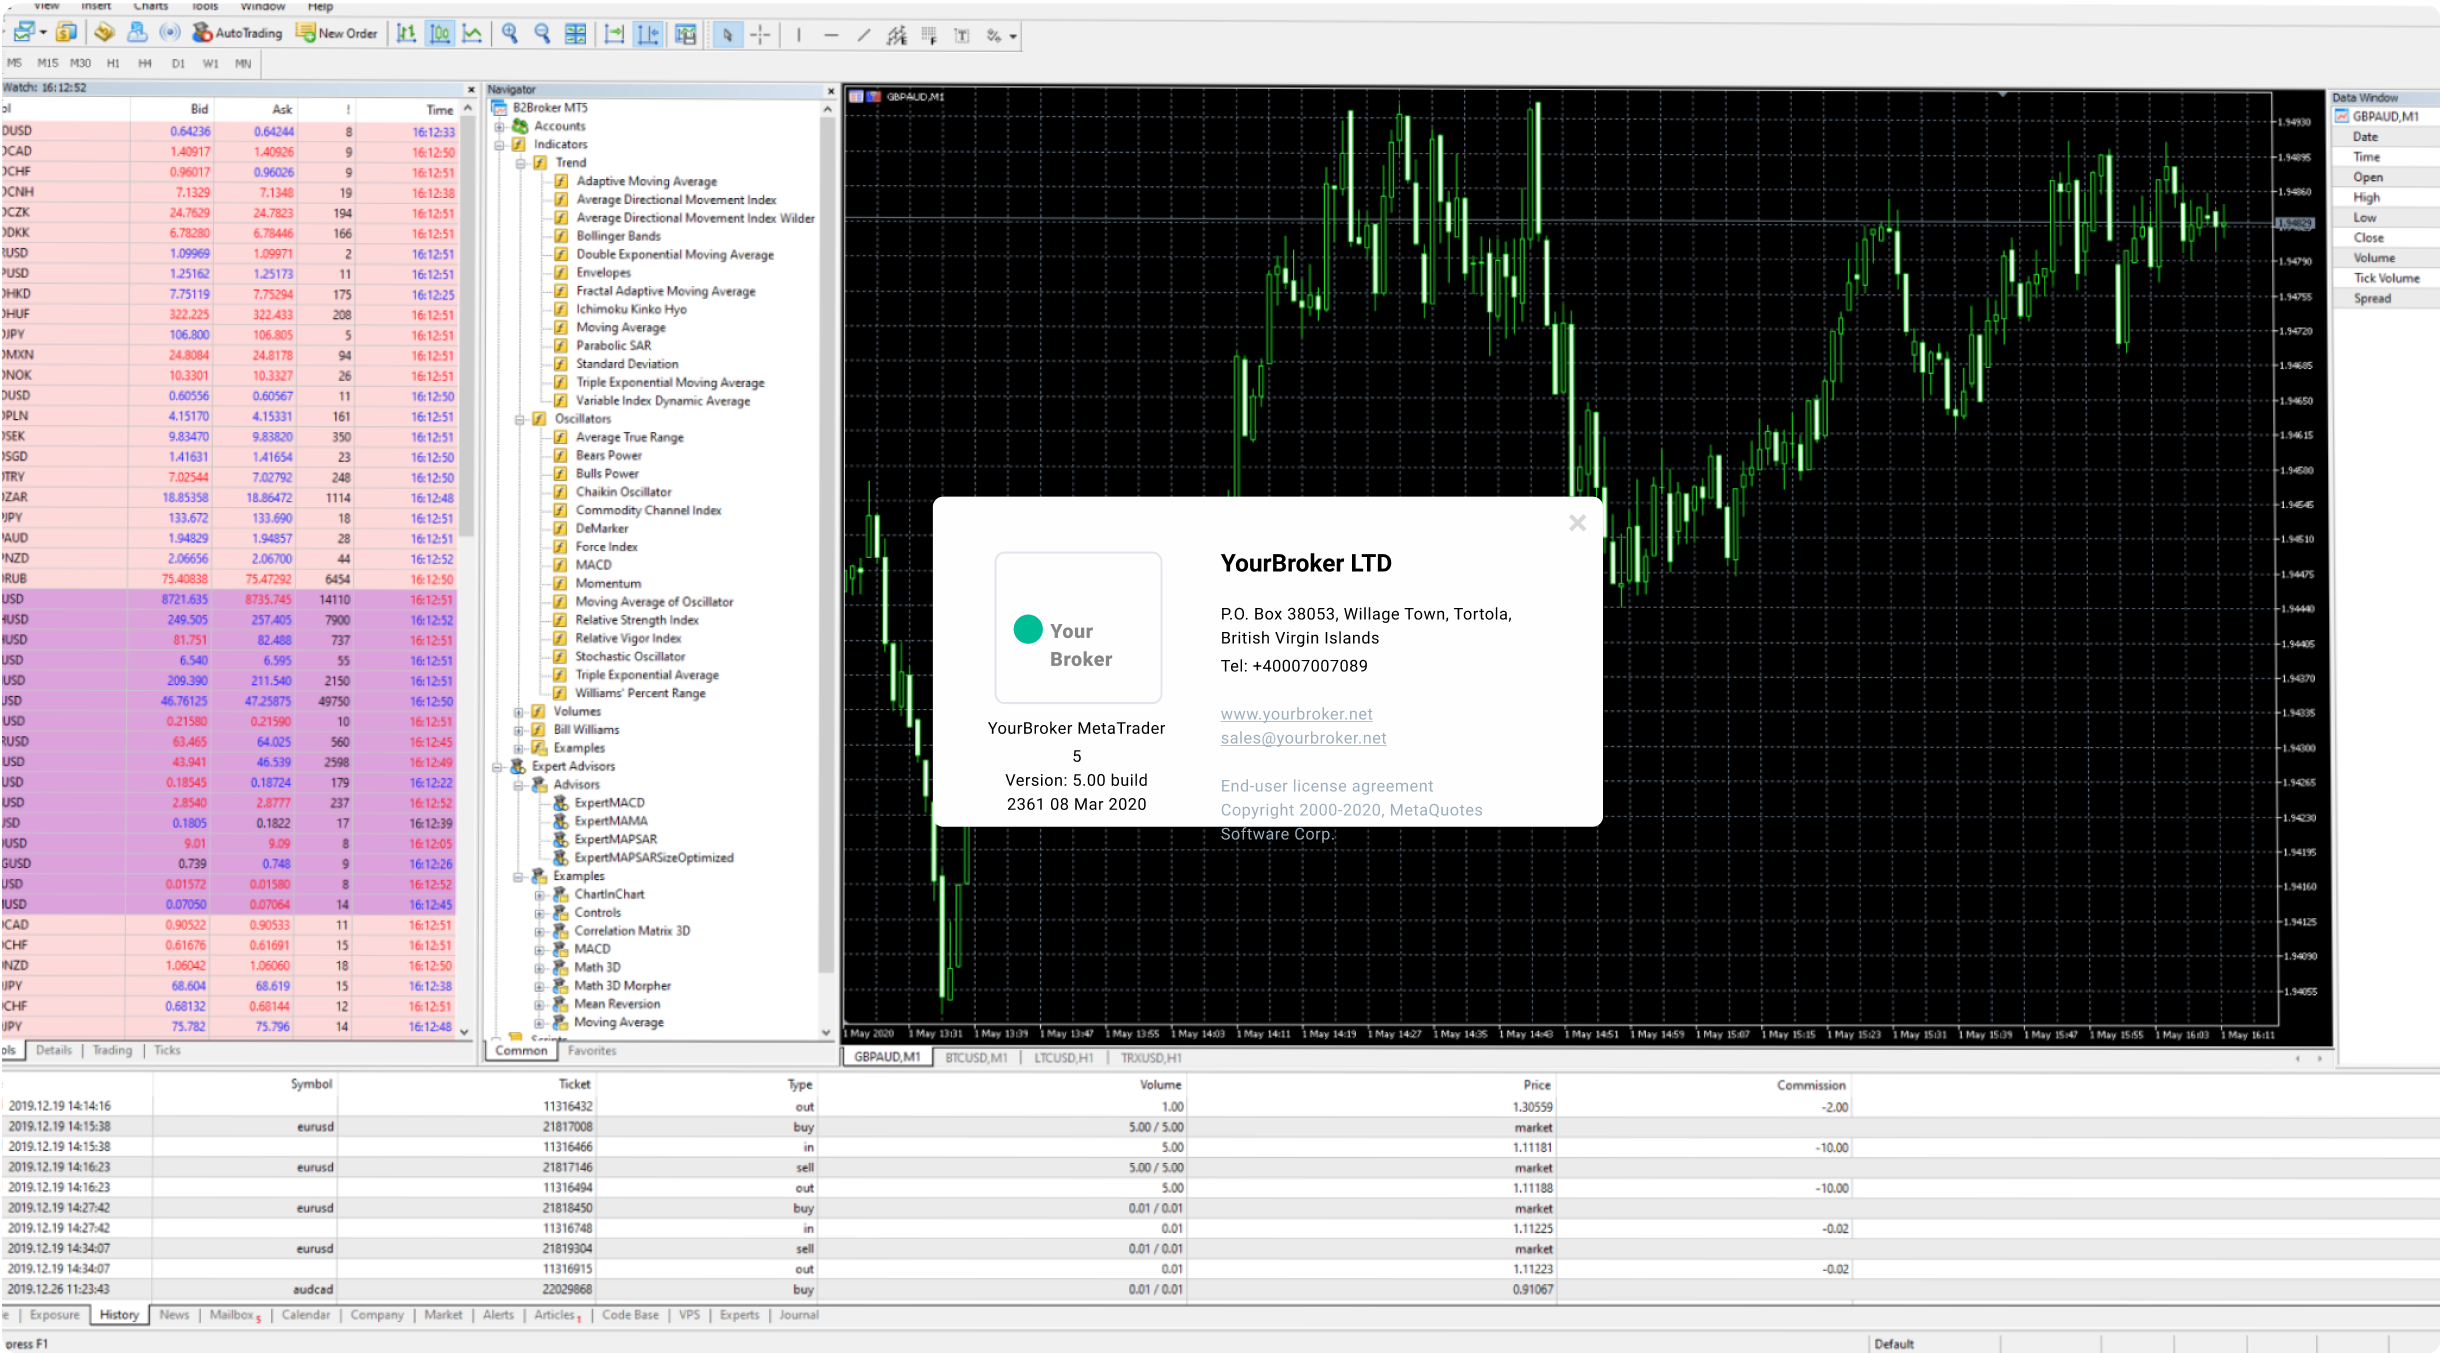 View Insert Charts Tools Window Help
AutoTrading New Order
M5 M15 M30 H1 H4 D1 W1 MN
Watch: 16:12:52
ol Bid Ask ! Time
DUSD 0.64236 0.64244 8 16:12:33
DCAD 1.40917 1.40926 9 16:12:50
DCHF 0.96017 0.96026 9 16:12:51
DCNH 7.1329 7.1348 19 16:12:38
DCZK 24.7629 24.7823 194 16:12:51
DDKK 6.78280 6.78446 166 16:12:51
RUSD 1.09969 1.09971 2 16:12:51
PUSD 1.25162 1.25173 11 16:12:51
DHKD 7.75119 7.75294 175 16:12:25
DHUF 322.225 322.433 208 16:12:51
DJPY 106.800 106.805 5 16:12:51
DMXN 24.8084 24.8178 94 16:12:51
DNOK 10.3301 10.3327 26 16:12:51
DUSD 0.60556 0.60567 11 16:12:50
DPLN 4.15170 4.15331 161 16:12:51
DSEK 9.83470 9.83820 350 16:12:51
DSGD 1.41631 1.41654 23 16:12:50
DTRY 7.02544 7.02792 248 16:12:50
DZAR 18.85358 18.86472 1114 16:12:48
RJPY 133.672 133.690 18 16:12:51
PAUD 1.94829 1.94857 28 16:12:51
PNZD 2.06656 2.06700 44 16:12:52
DRUB 75.40838 75.47292 6454 16:12:50
USD 8721.635 8735.745 14110 16:12:51
HUSD 249.505 257.405 7900 16:12:52
HUSD 81.751 82.488 737 16:12:51
USD 6.540 6.595 55 16:12:51
USD 209.390 211.540 2150 16:12:51
USD 46.76125 47.25875 49750 16:12:50
USD 0.21580 0.21590 10 16:12:51
RUSD 63.465 64.025 560 16:12:45
USD 43.941 46.539 2598 16:12:49
USD 0.18545 0.18724 179 16:12:22
USD 2.8540 2.8777 237 16:12:52
USD 0.1805 0.1822 17 16:12:39
OUSD 9.01 9.09 8 16:12:05
GUSD 0.739 0.748 9 16:12:26
USD 0.01572 0.01580 8 16:12:52
MUSD 0.07050 0.07064 14 16:12:45
DCAD 0.90522 0.90533 11 16:12:51
DCHF 0.61676 0.61691 15 16:12:51
DNZD 1.06042 1.06060 18 16:12:50
DJPY 68.604 68.619 15 16:12:38
DCHF 0.68132 0.68144 12 16:12:51
DJPY 75.782 75.796 14 16:12:48
ols Details Trading Ticks
Navigator
B2Broker MT5
Accounts
Indicators
Trend
Adaptive Moving Average
Average Directional Movement Index
Average Directional Movement Index Wilder
Bollinger Bands
Double Exponential Moving Average
Envelopes
Fractal Adaptive Moving Average
Ichimoku Kinko Hyo
Moving Average
Parabolic SAR
Standard Deviation
Triple Exponential Moving Average
Variable Index Dynamic Average
Oscillators
Average True Range
Bears Power
Bulls Power
Chaikin Oscillator
Commodity Channel Index
DeMarker
Force Index
MACD
Momentum
Moving Average of Oscillator
Relative Strength Index
Relative Vigor Index
Stochastic Oscillator
Triple Exponential Average
Williams' Percent Range
Volumes
Bill Williams
Examples
Expert Advisors
Advisors
ExpertMACD
ExpertMAMA
ExpertMAPSAR
ExpertMAPSARSizeOptimized
Examples
ChartInChart
Controls
Correlation Matrix 3D
MACD
Math 3D
Math 3D Morpher
Mean Reversion
Moving Average
Scripts
Common Favorites
GBPAUD,M1
1.94930
1.94895
1.94860
1.94829
1.94790
1.94755
1.94720
1.94685
1.94650
1.94615
1.94580
1.94545
1.94510
1.94475
1.94440
1.94405
1.94370
1.94335
1.94300
1.94265
1.94230
1.94195
1.94160
1.94125
1.94090
1.94055
1 May 2020 1 May 13:31 1 May 13:39 1 May 13:47 1 May 13:55 1 May 14:03 1 May 14:11 1 May 14:19 1 May 14:27 1 May 14:35 1 May 14:43 1 May 14:51 1 May 14:59 1 May 15:07 1 May 15:15 1 May 15:23 1 May 15:31 1 May 15:39 1 May 15:47 1 May 15:55 1 May 16:03 1 May 16:11
GBPAUD,M1 BTCUSD,M1 LTCUSD,H1 TRXUSD,H1
Data Window
GBPAUD,M1
Date
Time
Open
High
Low
Close
Volume
Tick Volume
Spread
Your
Broker
YourBroker MetaTrader
5
Version: 5.00 build
2361 08 Mar 2020
YourBroker LTD
P.O. Box 38053, Willage Town, Tortola,
British Virgin Islands
Tel: +40007007089
www.yourbroker.net
sales@yourbroker.net
End-user license agreement
Copyright 2000-2020, MetaQuotes
Software Corp.
Symbol Ticket Type Volume Price Commission
2019.12.19 14:14:16 11316432 out 1.00 1.30559 -2.00
2019.12.19 14:15:38 eurusd 21817008 buy 5.00 / 5.00 market
2019.12.19 14:15:38 11316466 in 5.00 1.11181 -10.00
2019.12.19 14:16:23 eurusd 21817146 sell 5.00 / 5.00 market
2019.12.19 14:16:23 11316494 out 5.00 1.11188 -10.00
2019.12.19 14:27:42 eurusd 21818450 buy 0.01 / 0.01 market
2019.12.19 14:27:42 11316748 in 0.01 1.11225 -0.02
2019.12.19 14:34:07 eurusd 21819304 sell 0.01 / 0.01 market
2019.12.19 14:34:07 11316915 out 0.01 1.11223 -0.02
2019.12.26 11:23:43 audcad 22029868 buy 0.01 / 0.01 0.91067
e Exposure History News Mailbox 5 Calendar Company Market Alerts Articles 1 Code Base VPS Experts Journal
press F1 Default